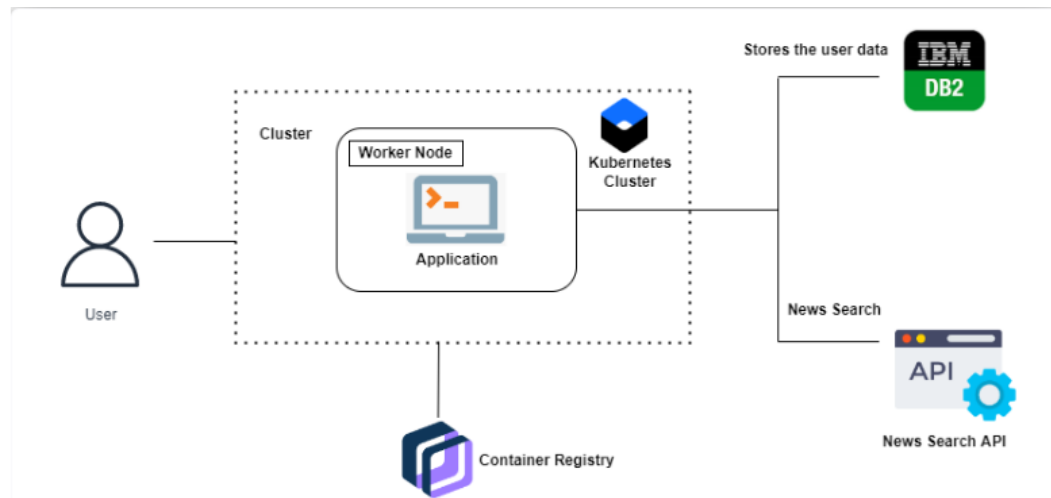 Stores the user data
IBM
DB2
Cluster
Worker Node
Kubernetes
Cluster
Application
User
News Search
API
Container Registry
News Search API